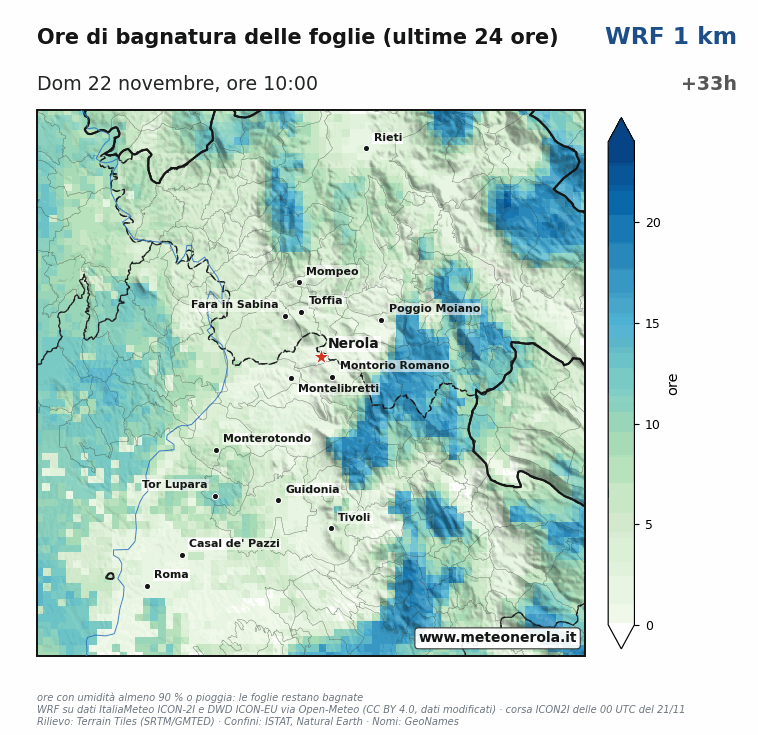 Ore di bagnatura delle foglie (ultime 24 ore)
WRF 1 km
Dom 22 novembre, ore 10:00
+33h
Rieti
Mompeo
Fara in Sabina
Toffia
Poggio Moiano
Nerola
Montorio Romano
Montelibretti
Monterotondo
Tor Lupara
Guidonia
Tivoli
Casal de' Pazzi
Roma
www.meteonerola.it
20
15
10
5
0
ore
ore con umidità almeno 90 % o pioggia: le foglie restano bagnate
WRF su dati ItaliaMeteo ICON-2I e DWD ICON-EU via Open-Meteo (CC BY 4.0, dati modificati) · corsa ICON2I delle 00 UTC del 21/11
Rilievo: Terrain Tiles (SRTM/GMTED) · Confini: ISTAT, Natural Earth · Nomi: GeoNames